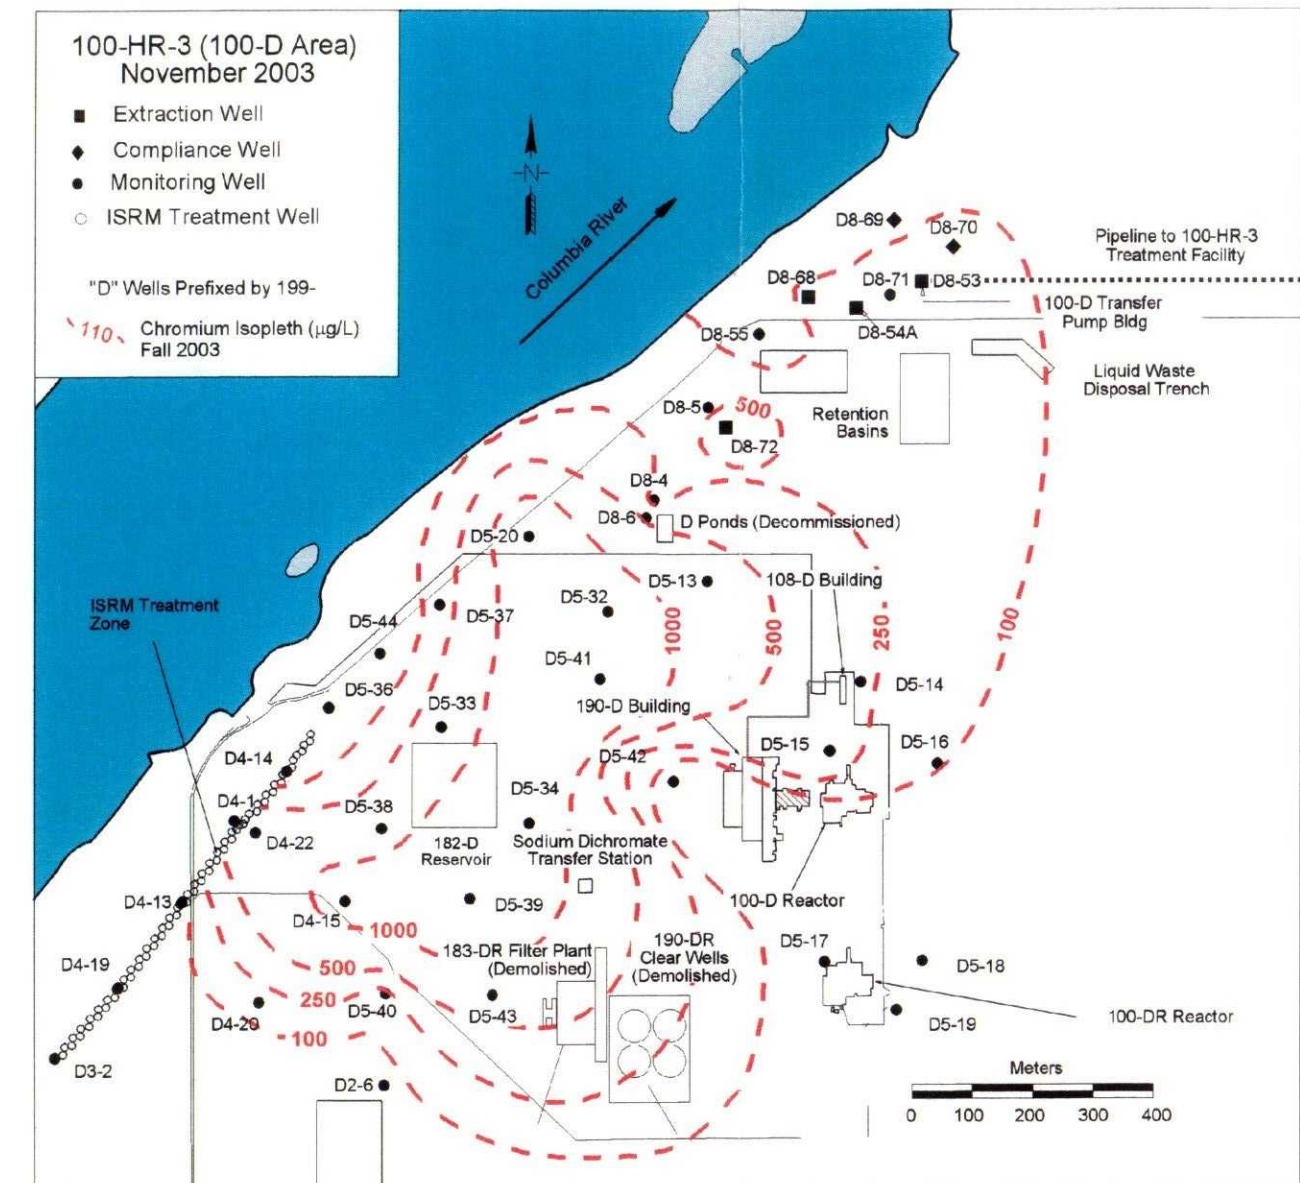 100-HR-3 (100-D Area)
November 2003
Extraction Well
Compliance Well
Monitoring Well
ISRM Treatment Well
"D" Wells Prefixed by 199-
110
Chromium Isopleth (µg/L)
Fall 2003
N
Columbia River
D8-69
D8-70
Pipeline to 100-HR-3
Treatment Facility
D8-68
D8-71
D8-53
100-D Transfer
Pump Bldg
D8-55
D8-54A
Liquid Waste
Disposal Trench
D8-5
500
Retention
Basins
D8-72
D8-4
D8-6
D Ponds (Decommissioned)
D5-20
D5-13
108-D Building
ISRM Treatment
Zone
D5-32
D5-37
D5-44
1000
500
250
100
D5-41
D5-14
D5-36
D5-33
190-D Building
D4-14
D5-42
D5-15
D5-16
D4-1
D5-38
D5-34
D4-22
182-D
Reservoir
Sodium Dichromate
Transfer Station
D4-13
D4-15
D5-39
100-D Reactor
1000
183-DR Filter Plant
(Demolished)
190-DR
Clear Wells
(Demolished)
D5-17
D4-19
500
D5-18
250
D4-20
D5-40
D5-43
D5-19
100-DR Reactor
100
D3-2
D2-6
Meters
0 100 200 300 400